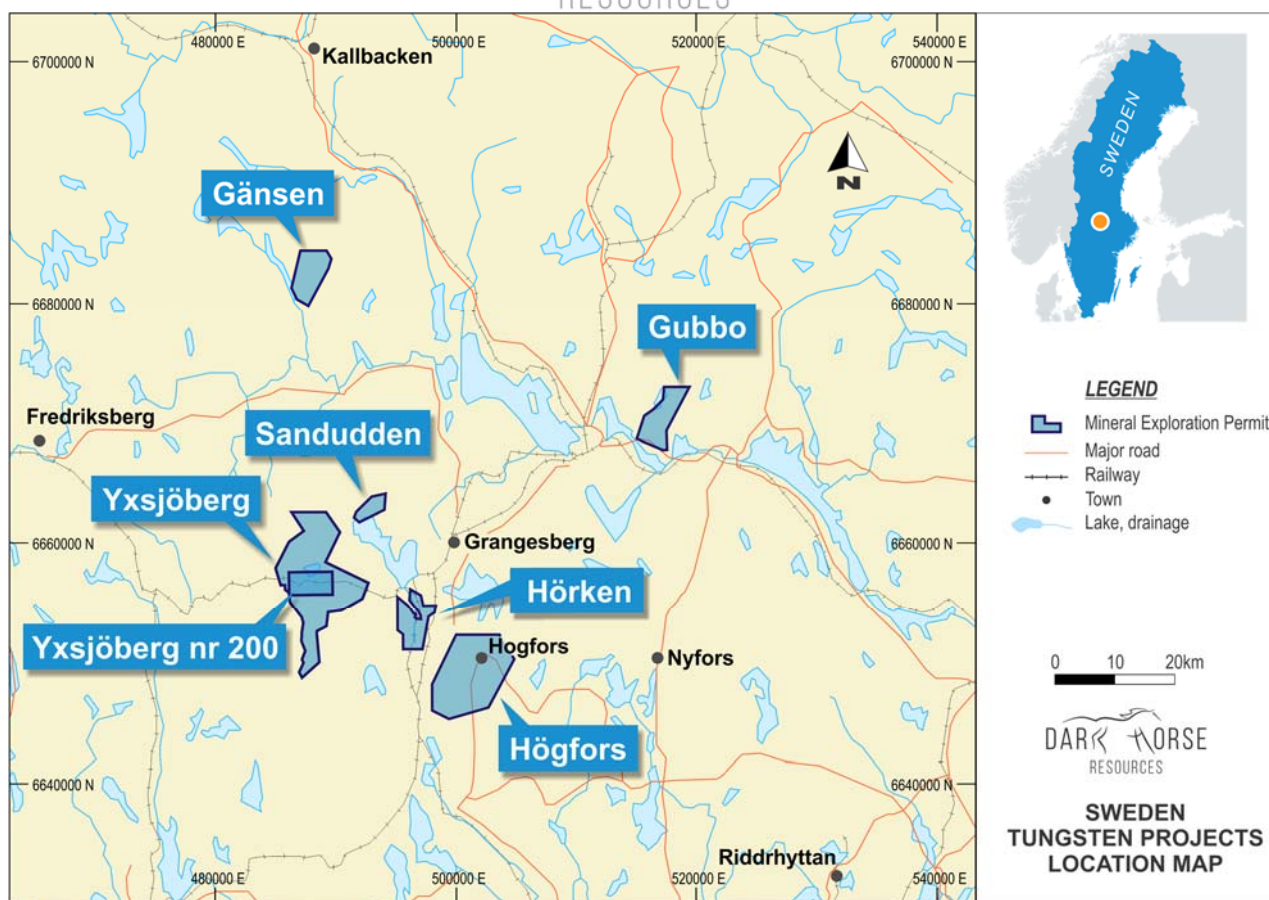 RESOURCES
480000 E
500000 E
520000 E
540000 E
6700000 N
6700000 N
Kallbacken
N
Gänsen
6680000 N
6680000 N
Gubbo
Fredriksberg
Sandudden
Yxsjöberg
6660000 N
6660000 N
Grangesberg
Hörken
Yxsjöberg nr 200
Hogfors
Nyfors
Högfors
6640000 N
6640000 N
Riddrhyttan
480000 E
500000 E
520000 E
540000 E
SWEDEN
LEGEND
Mineral Exploration Permit
Major road
Railway
Town
Lake, drainage
0 10 20km
DARK HORSE
RESOURCES
SWEDEN
TUNGSTEN PROJECTS
LOCATION MAP